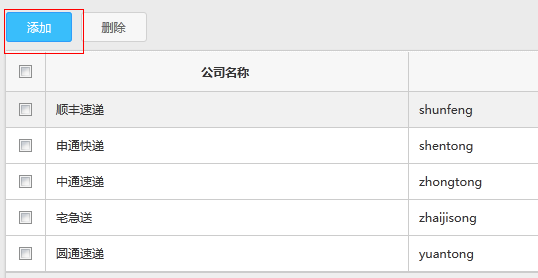 添加 删除
公司名称
顺丰速递 shunfeng
申通快递 shentong
中通速递 zhongtong
宅急送 zhaijisong
圆通速递 yuantong